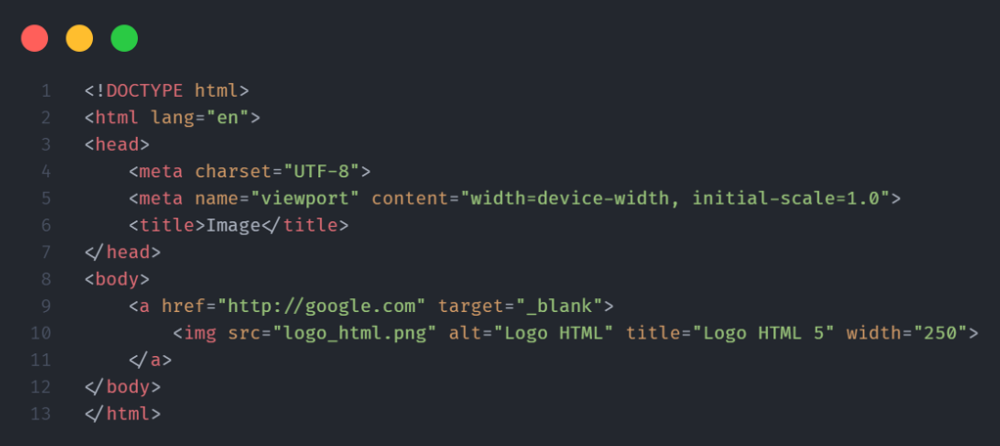 1 <!DOCTYPE html>
2 <html lang="en">
3 <head>
4     <meta charset="UTF-8">
5     <meta name="viewport" content="width=device-width, initial-scale=1.0">
6     <title>Image</title>
7 </head>
8 <body>
9     <a href="http://google.com" target="_blank">
10         <img src="logo_html.png" alt="Logo HTML" title="Logo HTML 5" width="250">
11     </a>
12 </body>
13 </html>